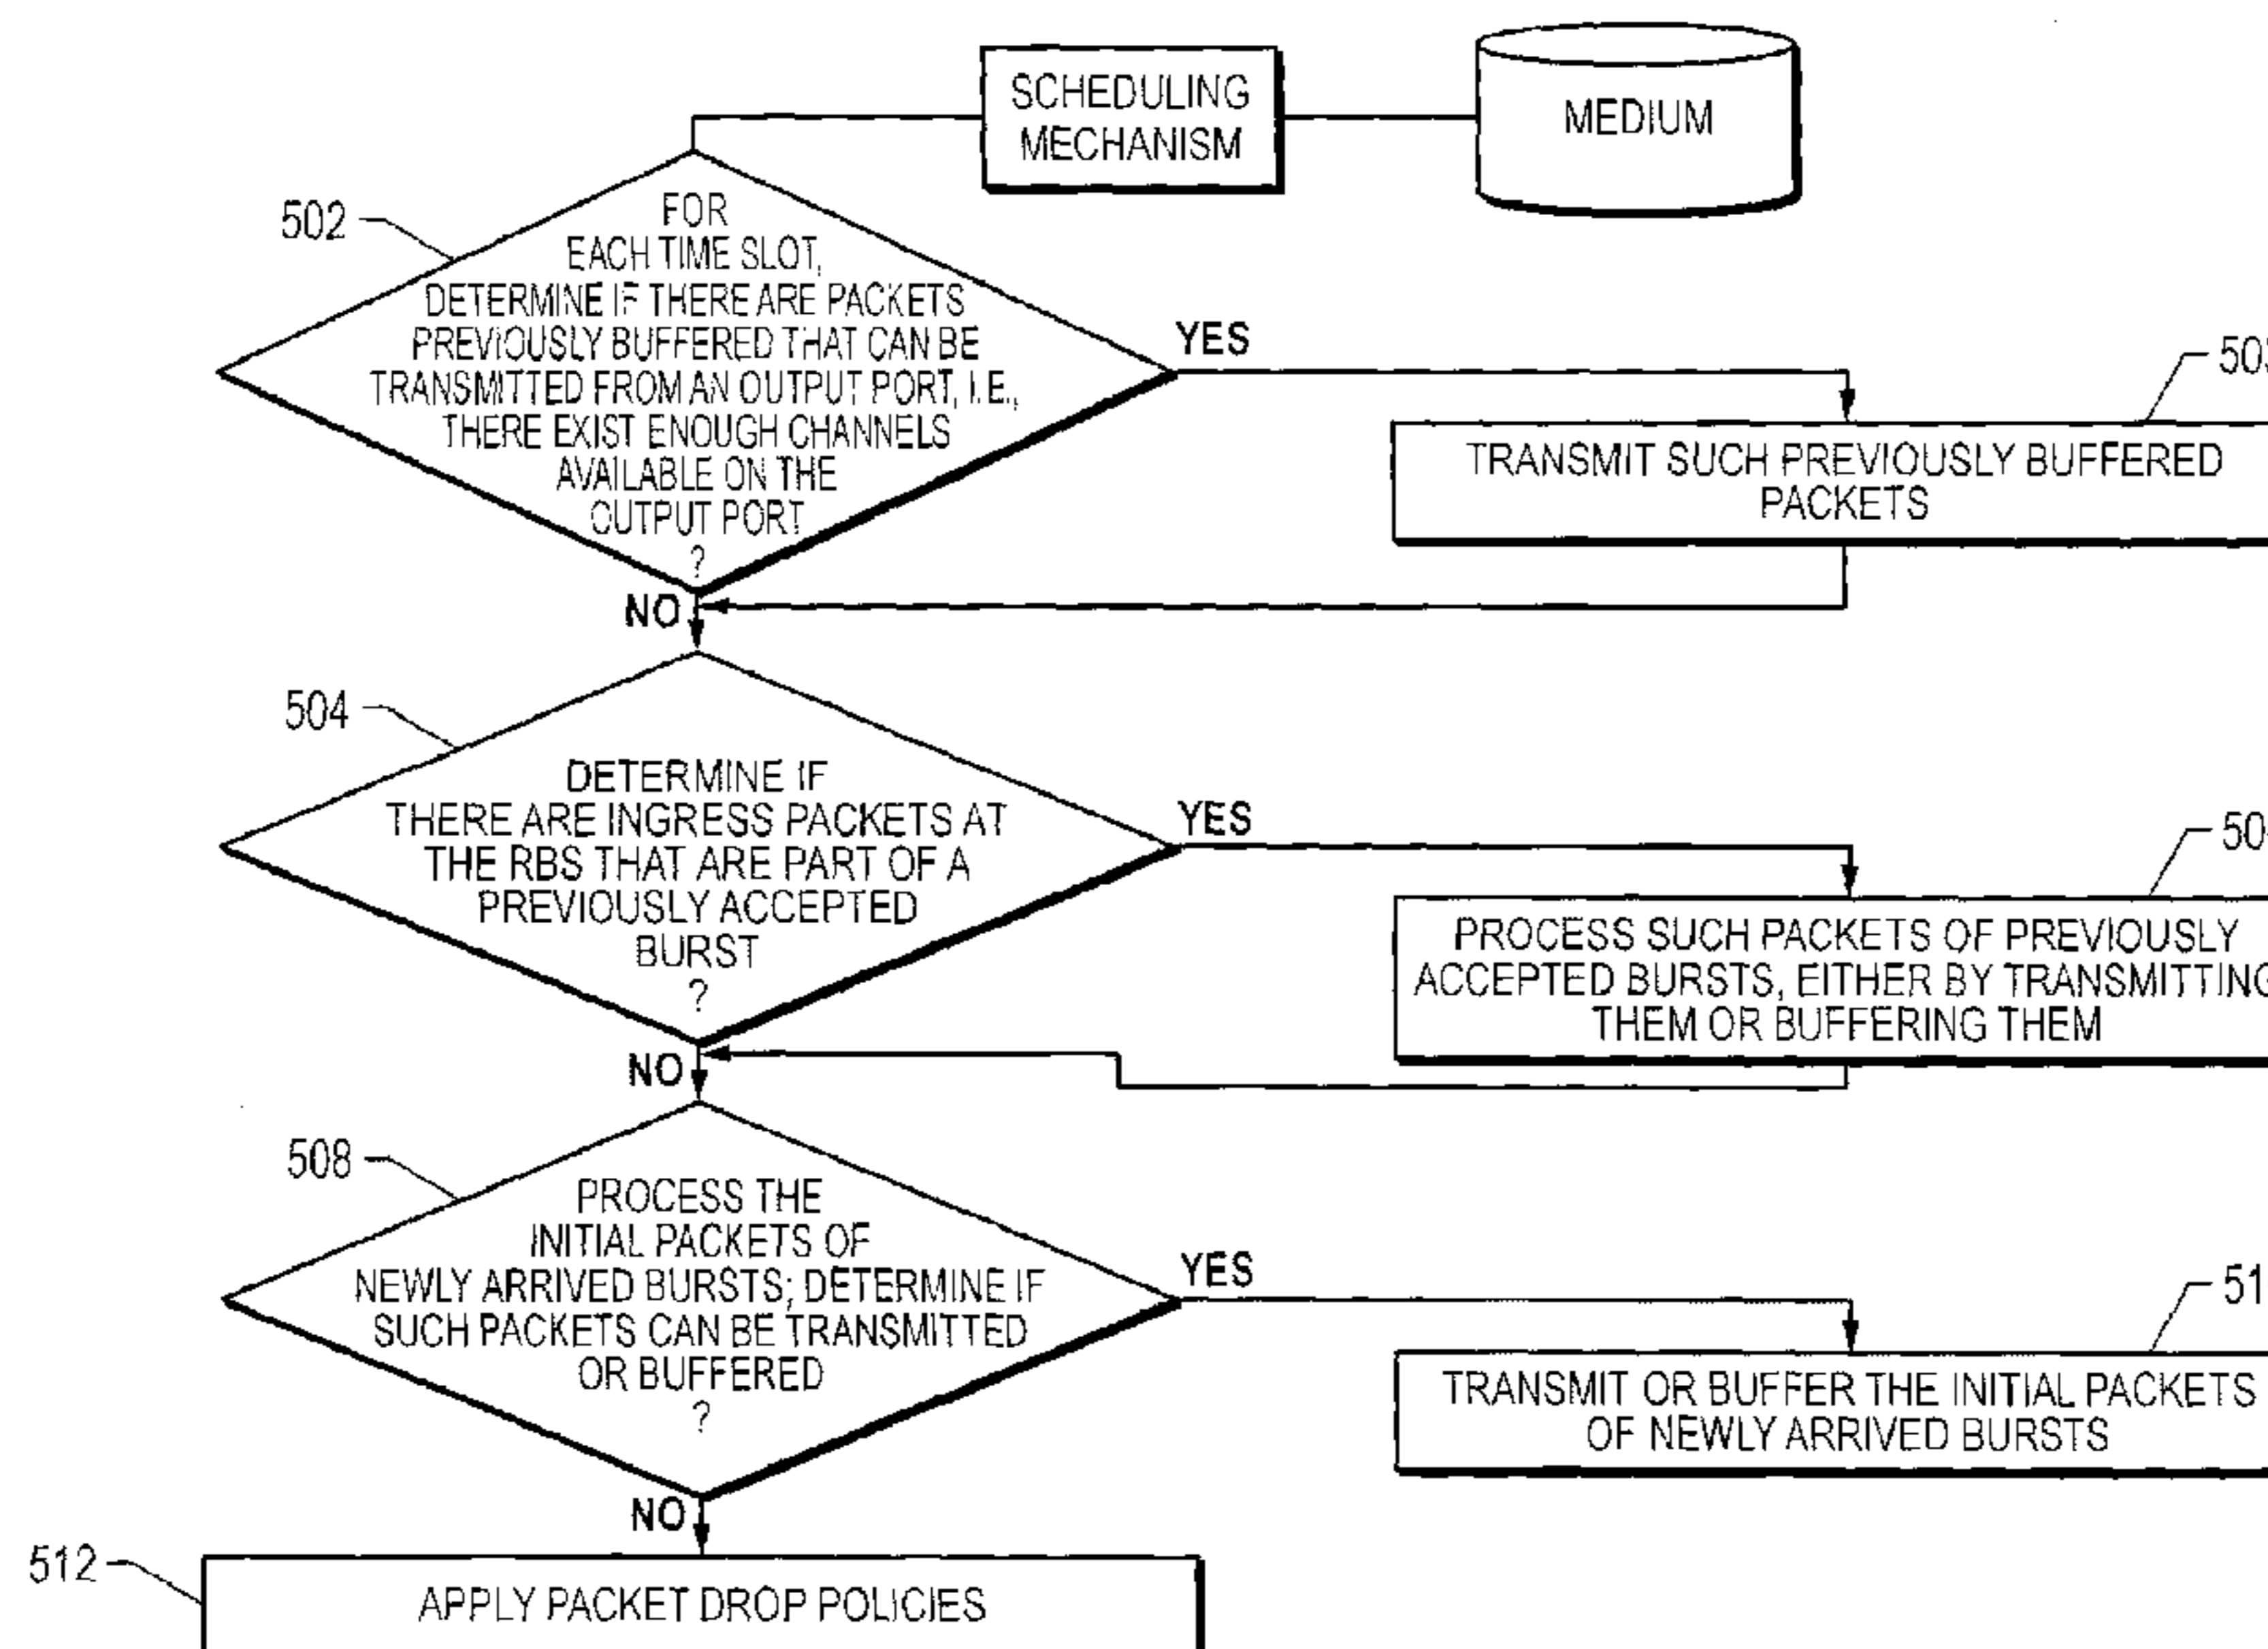 SCHEDULING
MECHANISM
MEDIUM
502
FOR
EACH TIME SLOT,
DETERMINE IF THERE ARE PACKETS
PREVIOUSLY BUFFERED THAT CAN BE
TRANSMITTED FROM AN OUTPUT PORT, I.E.,
THERE EXIST ENOUGH CHANNELS
AVAILABLE ON THE
OUTPUT PORT
?
YES
TRANSMIT SUCH PREVIOUSLY BUFFERED
PACKETS
NO
504
DETERMINE IF
THERE ARE INGRESS PACKETS AT
THE RBS THAT ARE PART OF A
PREVIOUSLY ACCEPTED
BURST
?
YES
PROCESS SUCH PACKETS OF PREVIOUSLY
ACCEPTED BURSTS, EITHER BY TRANSMITTING
THEM OR BUFFERING THEM
NO
508
PROCESS THE
INITIAL PACKETS OF
NEWLY ARRIVED BURSTS; DETERMINE IF
SUCH PACKETS CAN BE TRANSMITTED
OR BUFFERED
?
YES
TRANSMIT OR BUFFER THE INITIAL PACKETS
OF NEWLY ARRIVED BURSTS
NO
512
APPLY PACKET DROP POLICIES